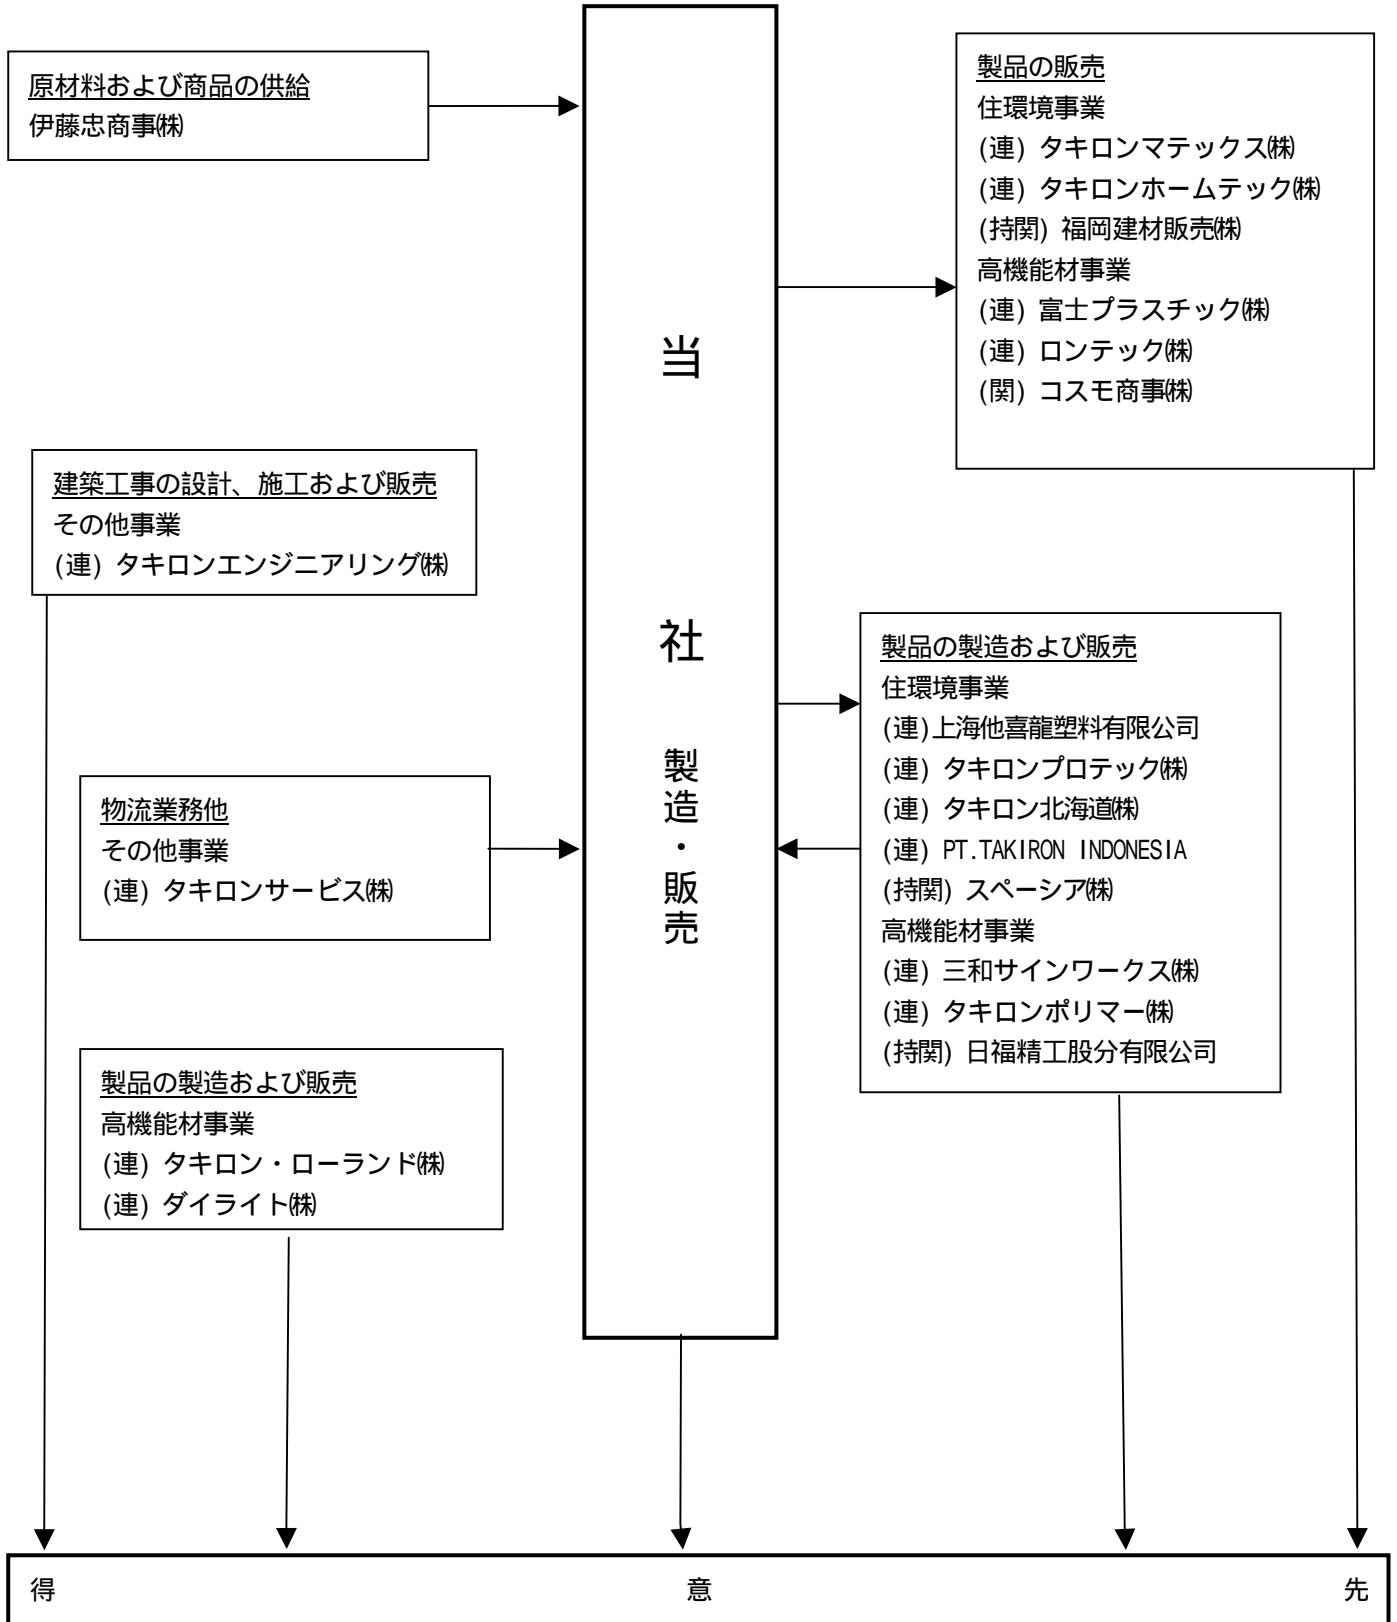 原材料および商品の供給
伊藤忠商事㈱
製品の販売
住環境事業
(連) タキロンマテックス㈱
(連) タキロンホームテック㈱
(持関) 福岡建材販売㈱
高機能材事業
(連) 富士プラスチック㈱
(連) ロンテック㈱
(関) コスモ商事㈱
当社
製造・販売
建築工事の設計、施工および販売
その他事業
(連) タキロンエンジニアリング㈱
製品の製造および販売
住環境事業
(連)上海他喜龍塑料有限公司
(連) タキロンプロテック㈱
(連) タキロン北海道㈱
(連) PT.TAKIRON INDONESIA
(持関) スペーシア㈱
高機能材事業
(連) 三和サインワークス㈱
(連) タキロンポリマー㈱
(持関) 日福精工股分有限公司
物流業務他
その他事業
(連) タキロンサービス㈱
製品の製造および販売
高機能材事業
(連) タキロン・ローランド㈱
(連) ダイライト㈱
得意先